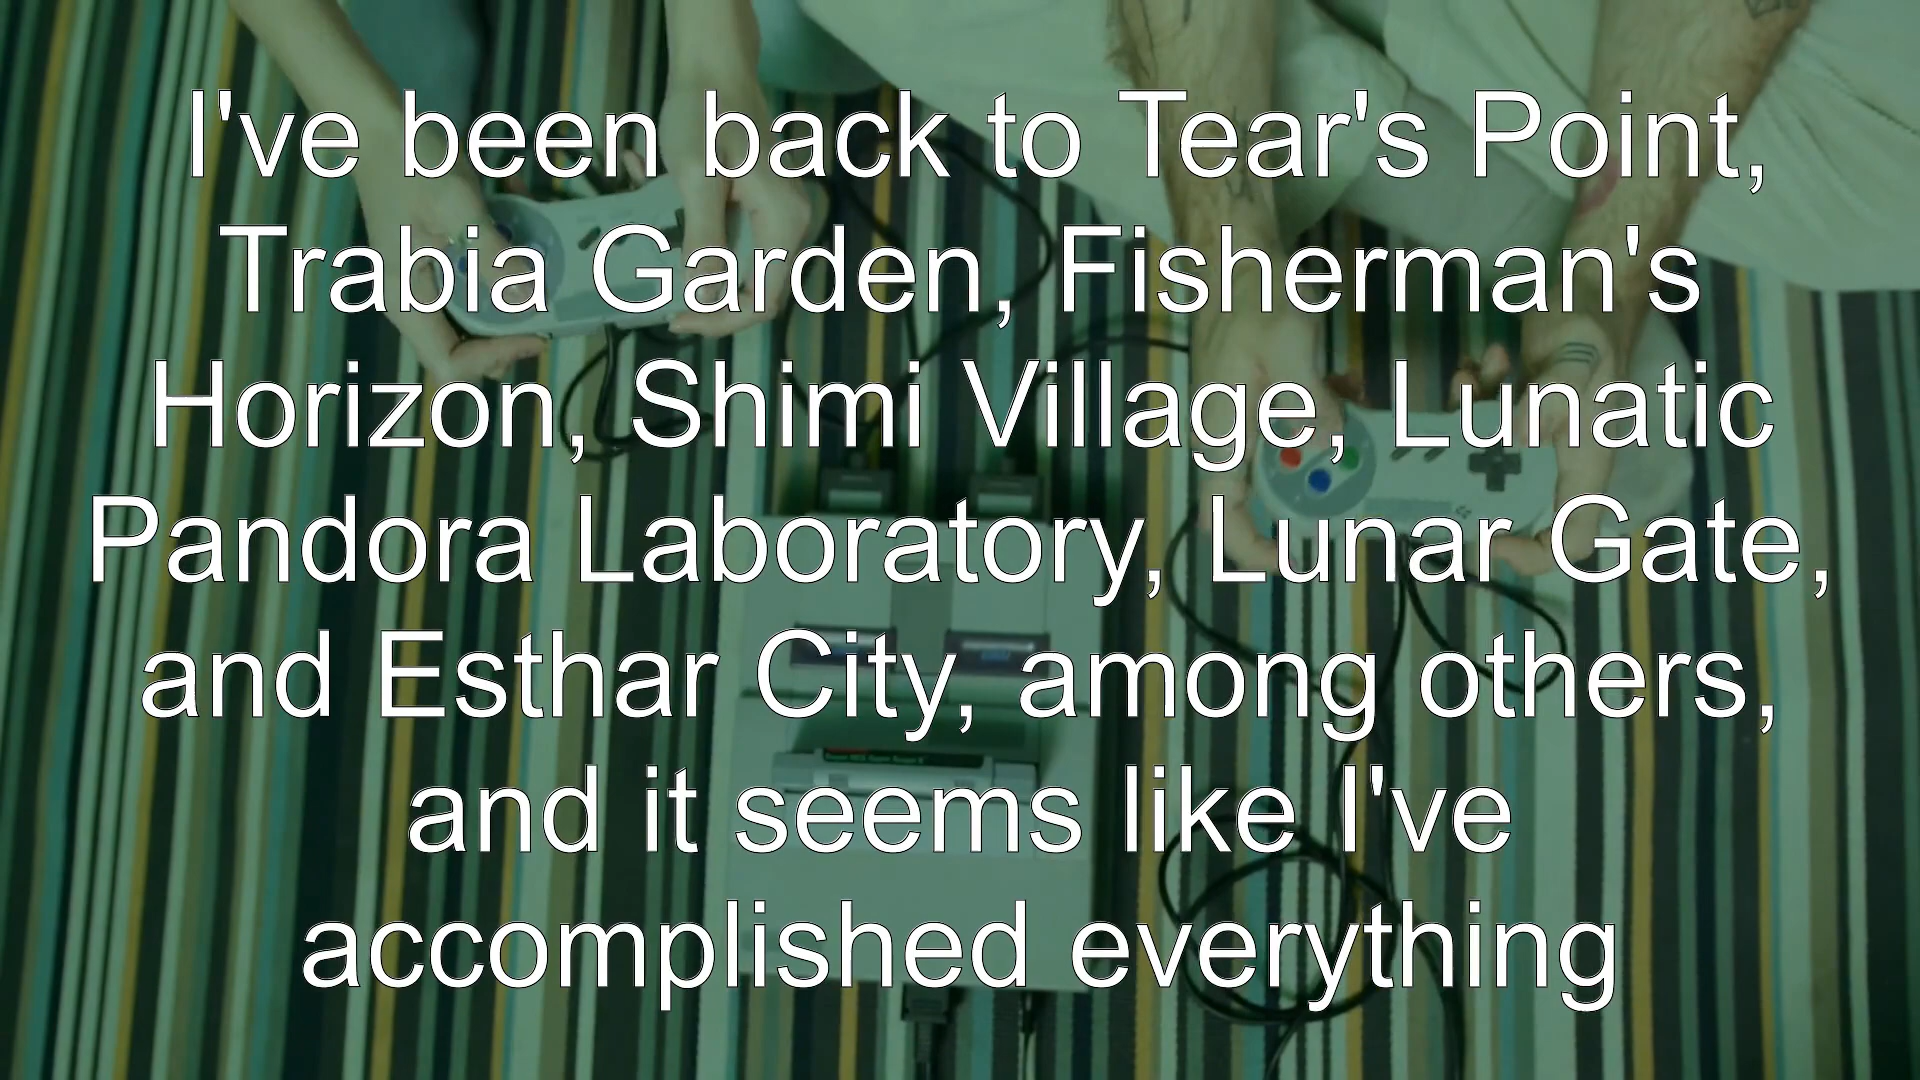 I've been back to Tear's Point,
Trabia Garden, Fisherman's
Horizon, Shimi Village, Lunatic
Pandora Laboratory, Lunar Gate,
and Esthar City, among others,
and it seems like I've
accomplished everything